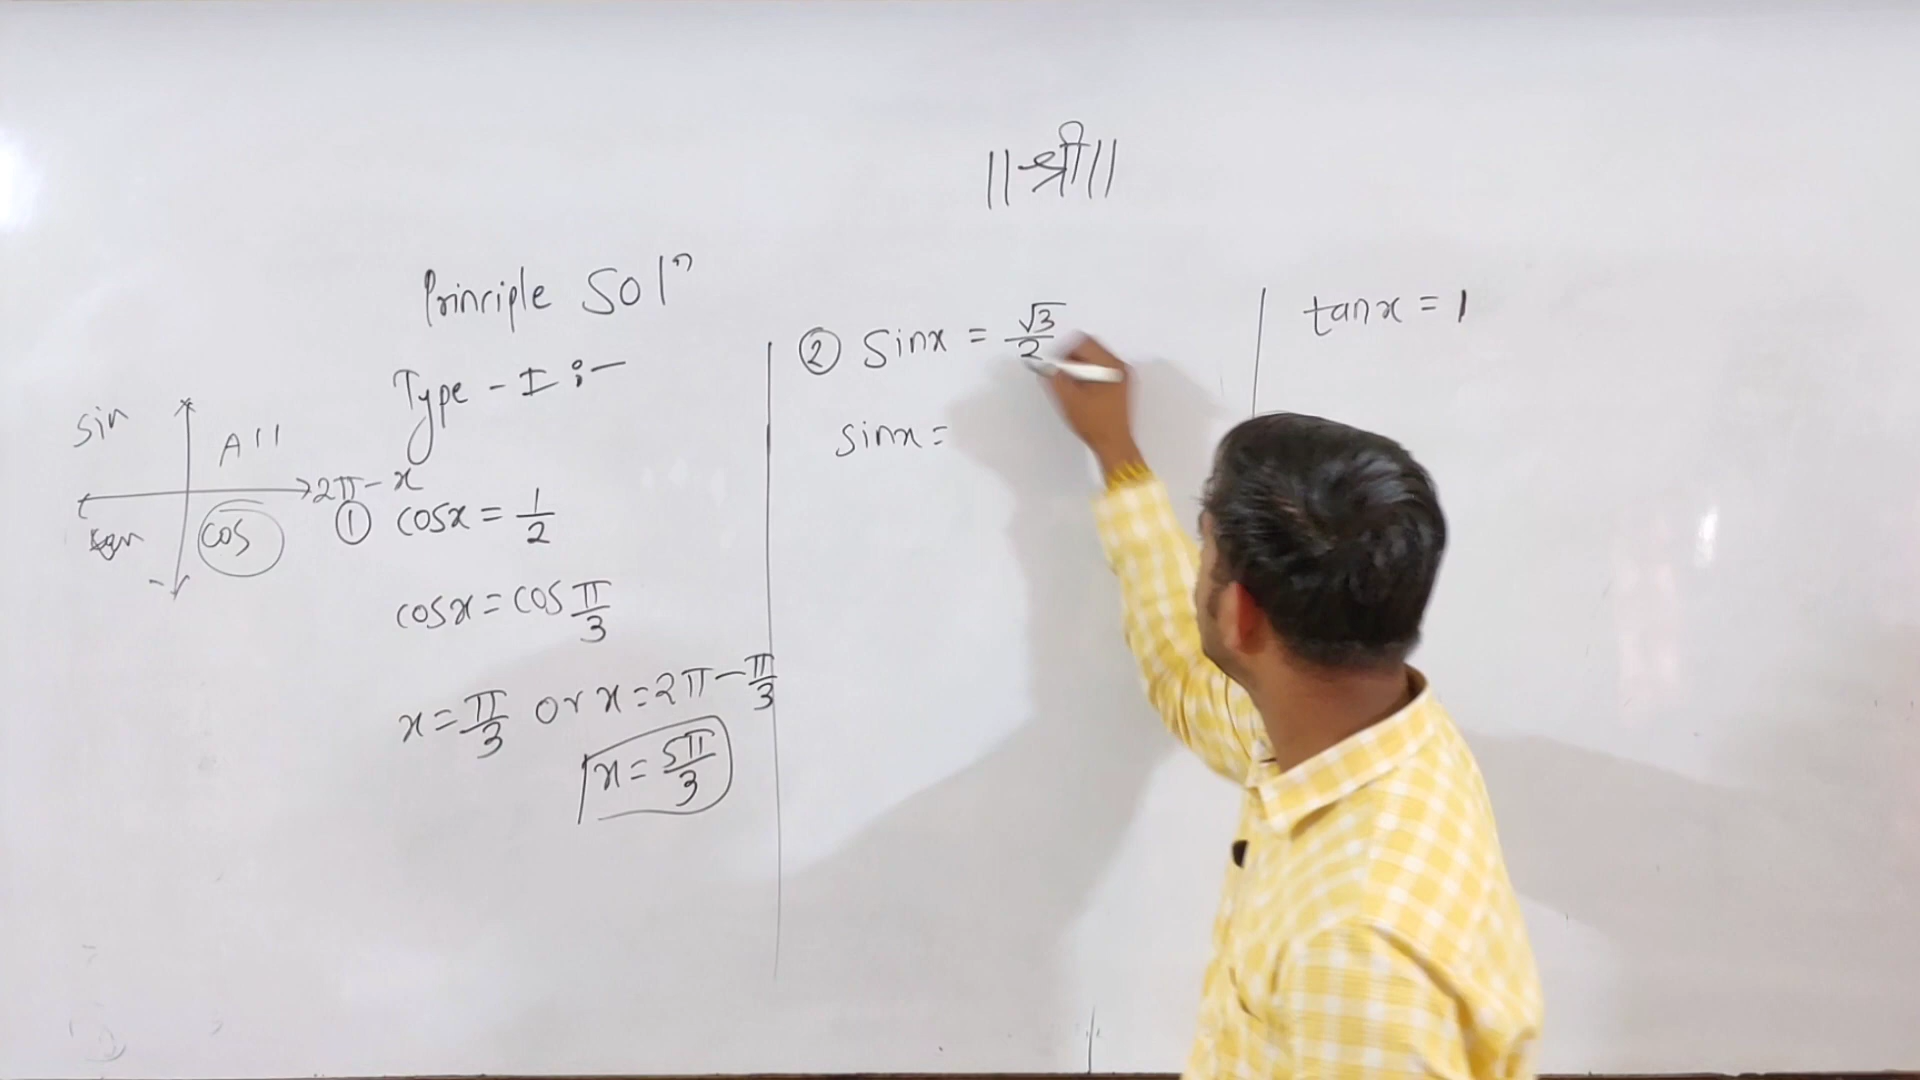 ||श्री||
Principle Solⁿ
Type - I :-
sin
All
tan
cos
2π - x
① cosx = 1/2
cosx = cos π/3
x = π/3 or x = 2π - π/3
x = 5π/3
② sinx = √3/2
sinx =
tanx = 1